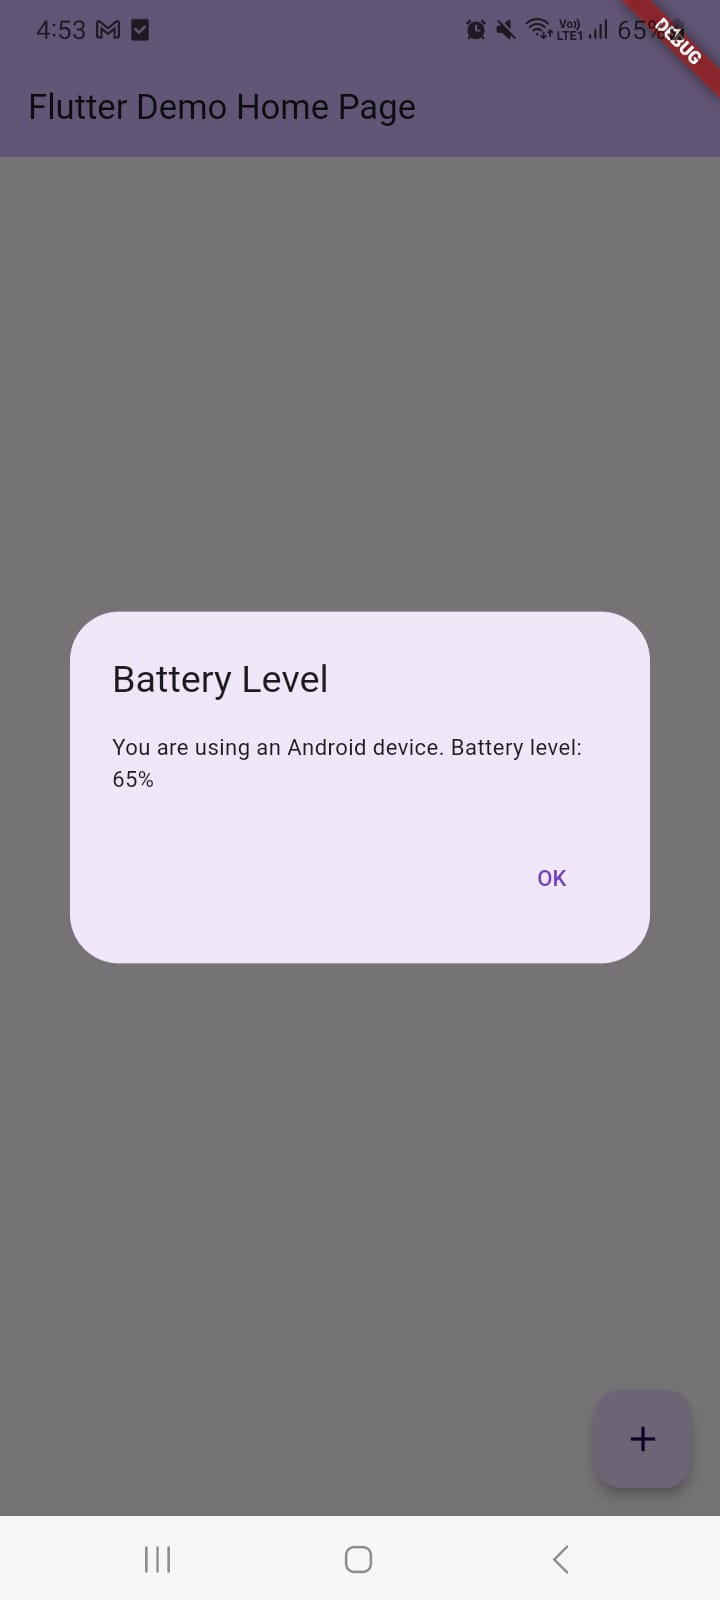 4:53
Vo))
LTE1
65%
DEBUG
Flutter Demo Home Page
Battery Level
You are using an Android device. Battery level:
65%
OK